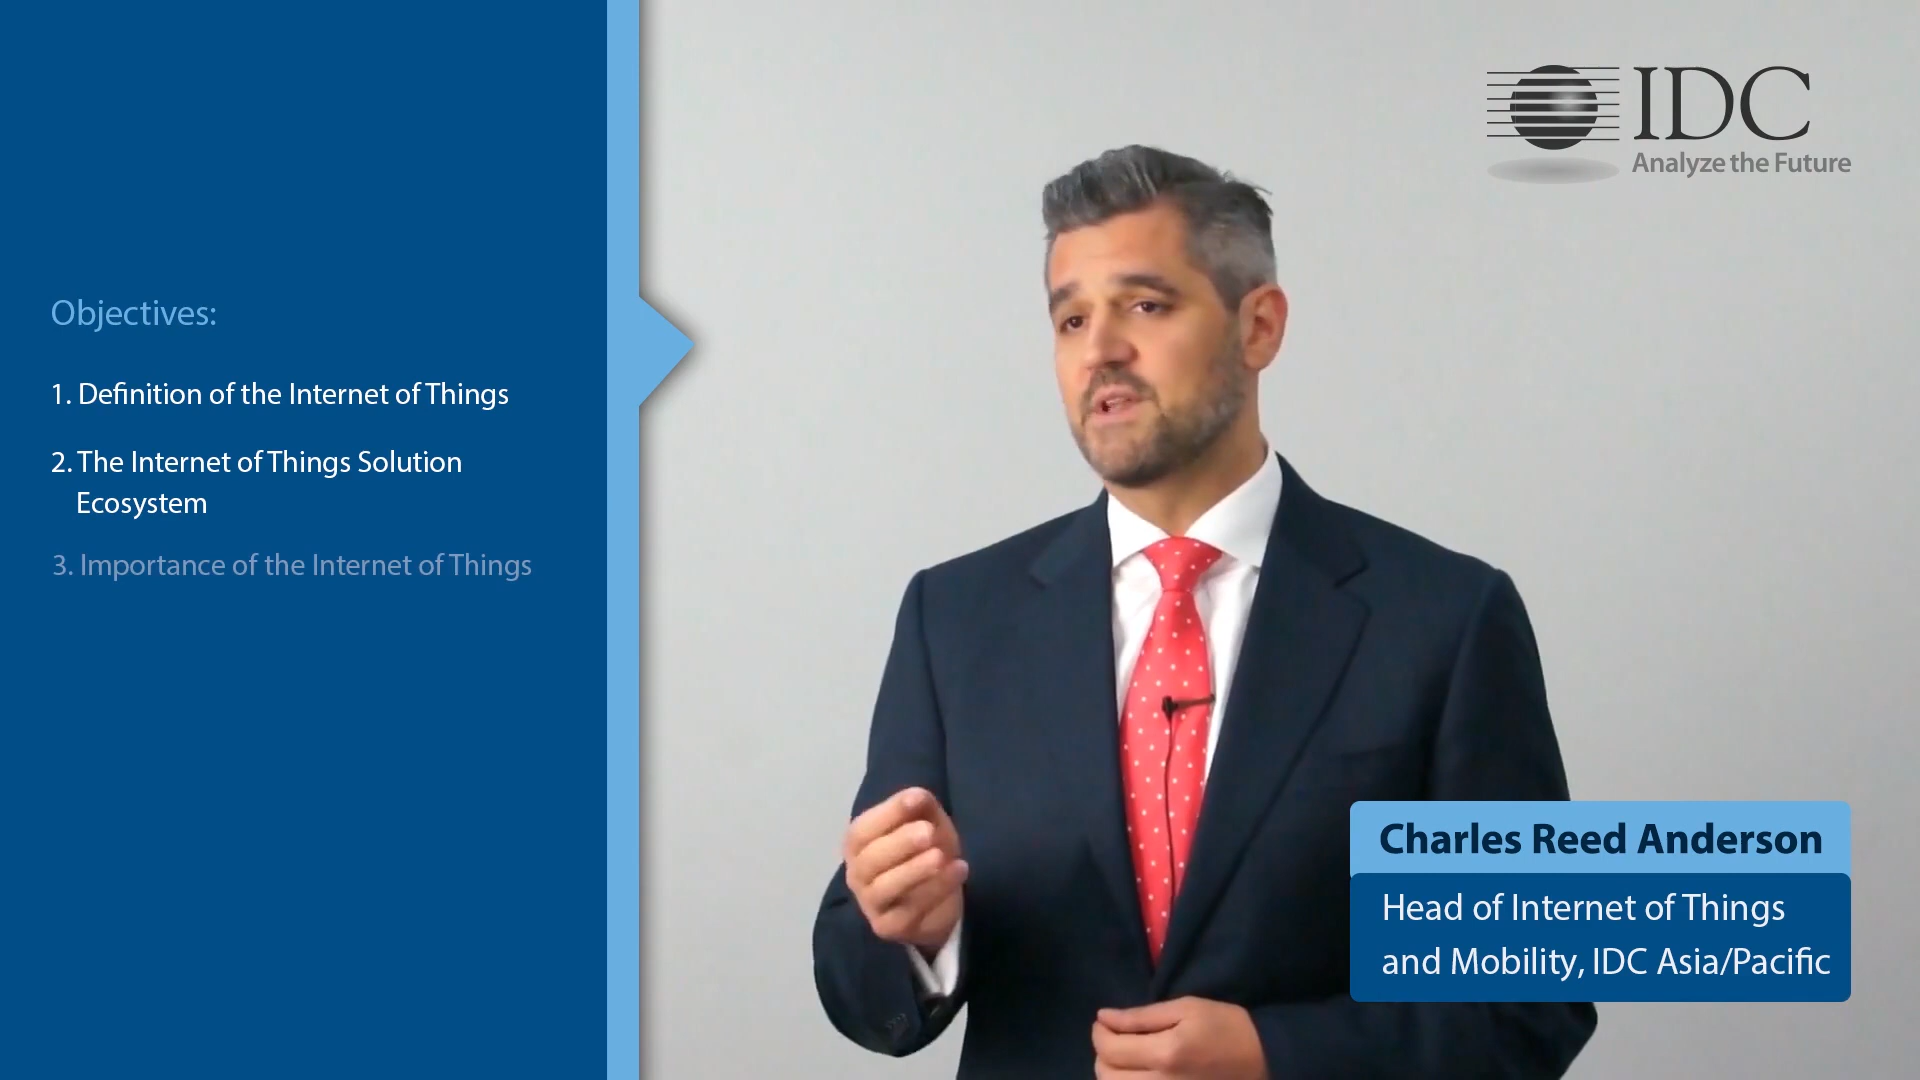 Objectives:
1. Definition of the Internet of Things
2. The Internet of Things Solution
Ecosystem
3. Importance of the Internet of Things
IDC
Analyze the Future
Charles Reed Anderson
Head of Internet of Things
and Mobility, IDC Asia/Pacific